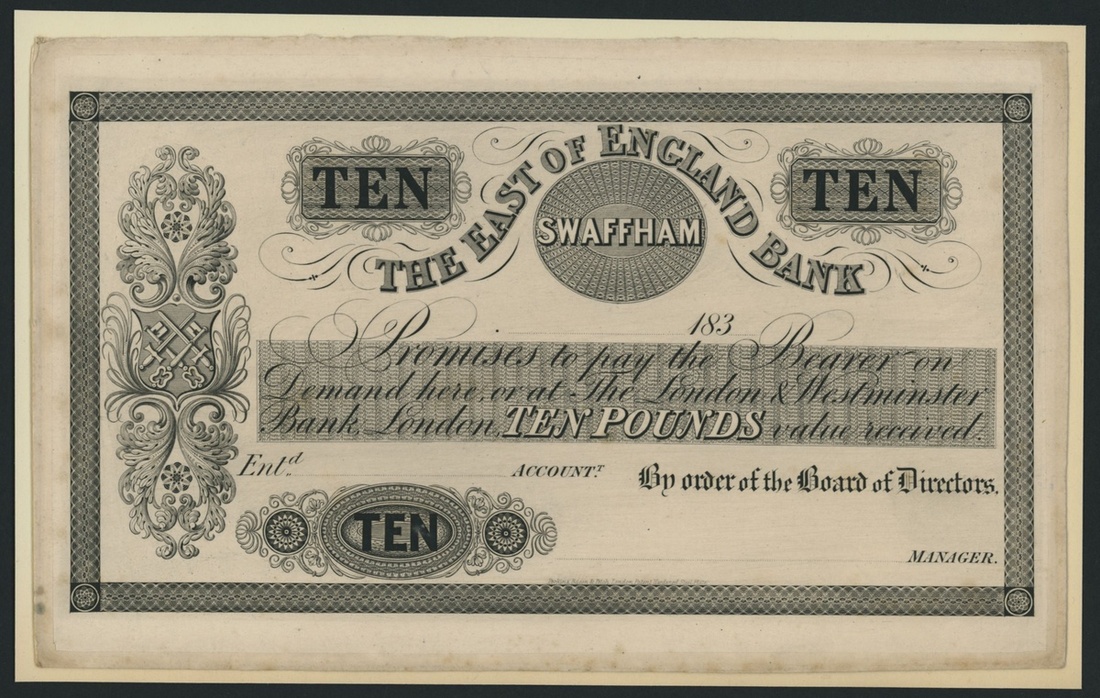 TEN
THE EAST OF ENGLAND BANK
TEN
SWAFFHAM
183
Promises to pay the Bearer on
Demand here, or at The London & Westminster
Bank London, TEN POUNDS value received.
Entd
ACCOUNTT.
By order of the Board of Directors.
TEN
MANAGER.